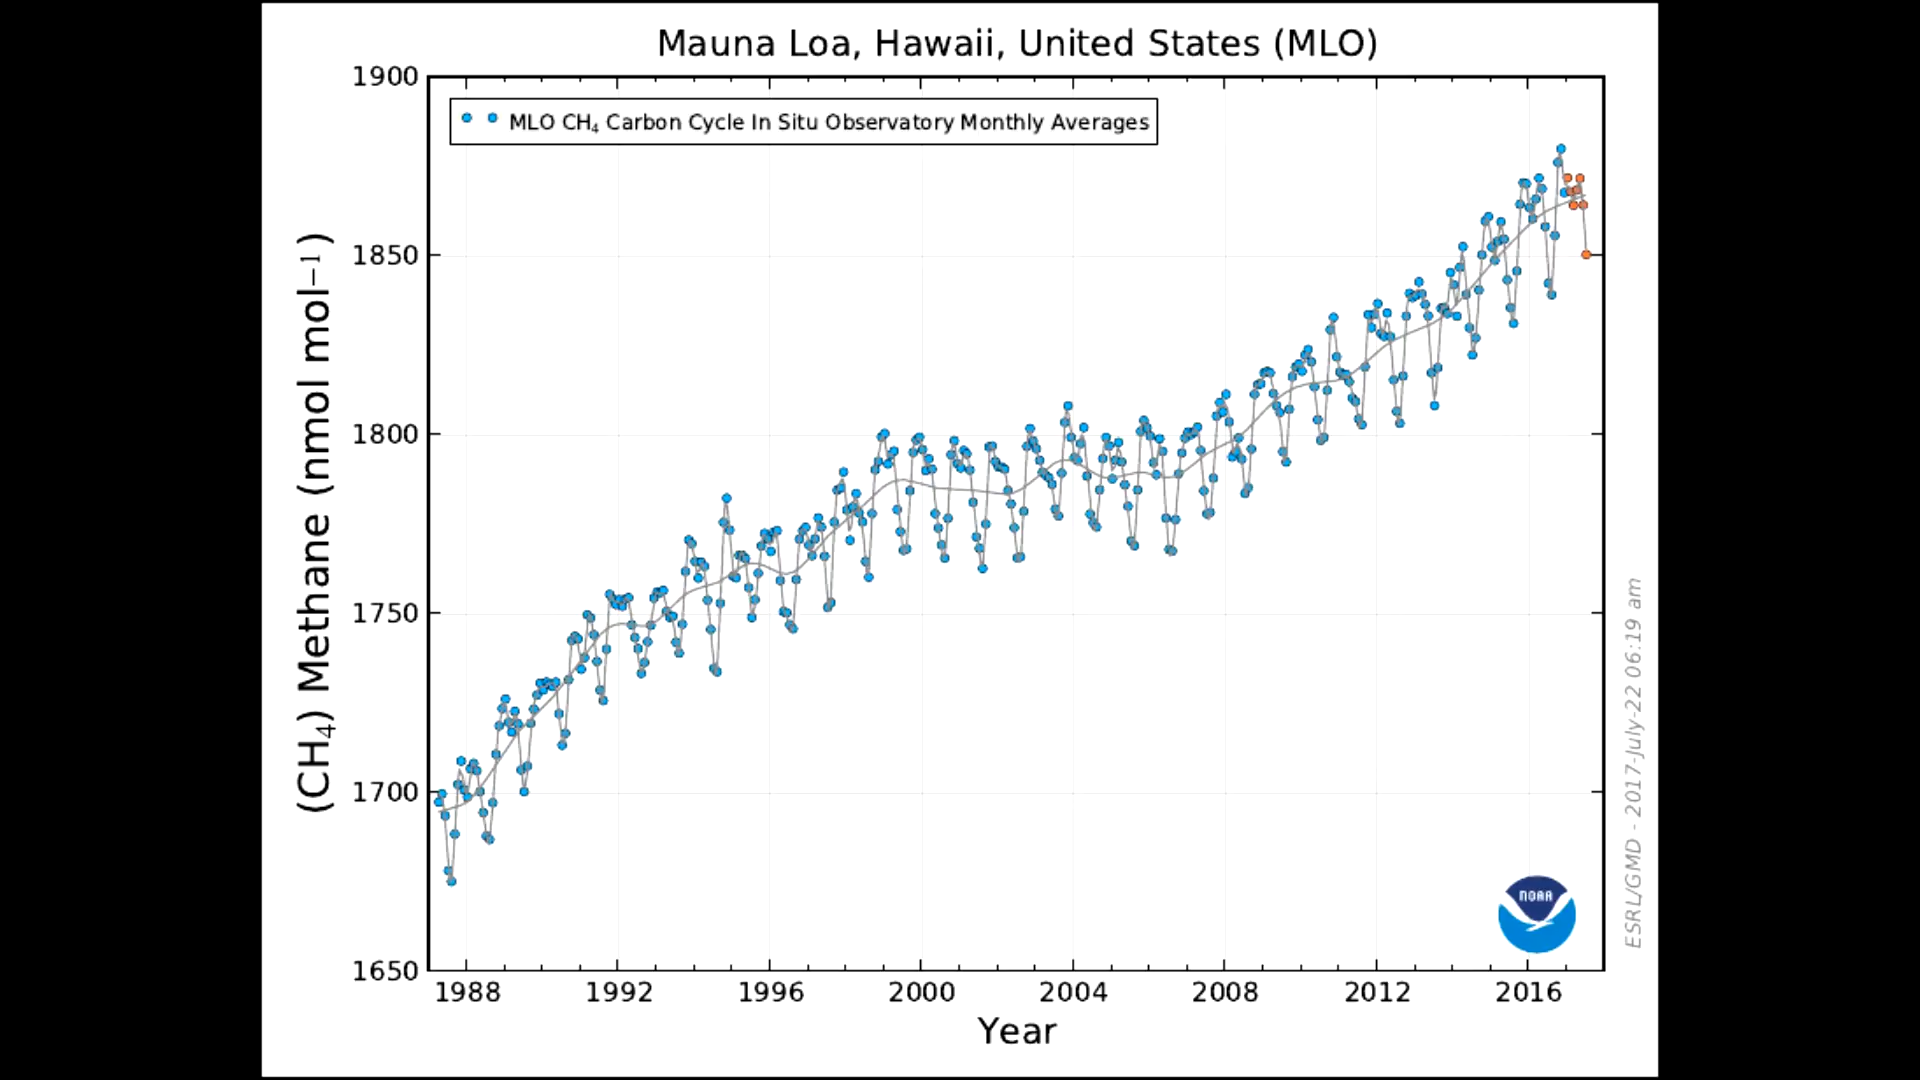 Mauna Loa, Hawaii, United States (MLO)
MLO CH₄ Carbon Cycle In Situ Observatory Monthly Averages
(CH₄) Methane (nmol mol⁻¹)
1900
1850
1800
1750
1700
1650
1988 1992 1996 2000 2004 2008 2012 2016
Year
NOAA
ESRL/GMD - 2017-July-22 06:19 am